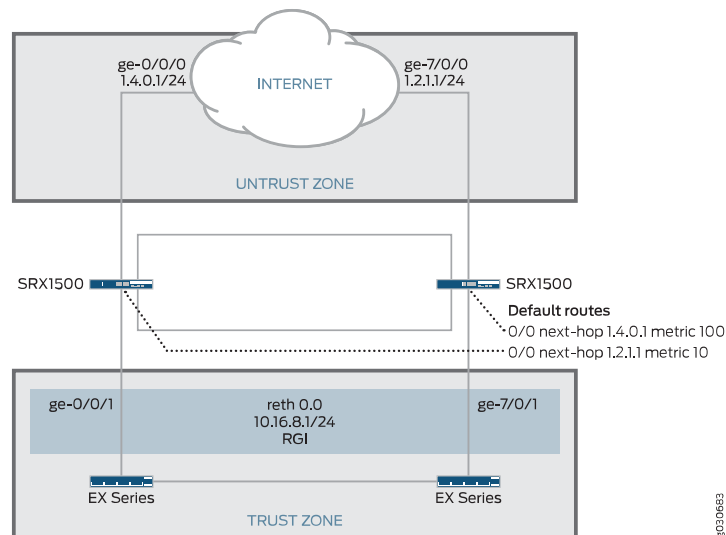 ge-0/0/0
1.4.0.1/24
INTERNET
ge-7/0/0
1.2.1.1/24
UNTRUST ZONE
SRX1500
SRX1500
Default routes
0/0 next-hop 1.4.0.1 metric 100
0/0 next-hop 1.2.1.1 metric 10
ge-0/0/1
reth 0.0
10.16.8.1/24
RGI
ge-7/0/1
EX Series
EX Series
TRUST ZONE
g030683